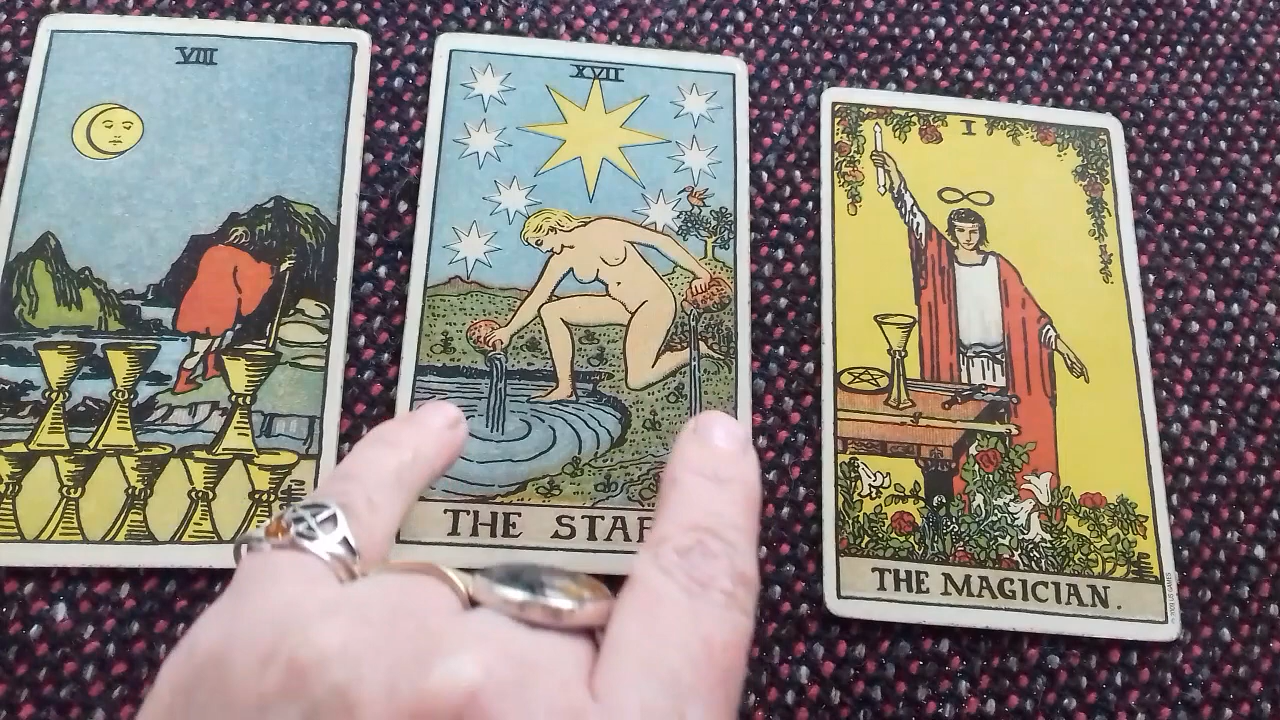 VIII
XVII
THE STAR
I
THE MAGICIAN.